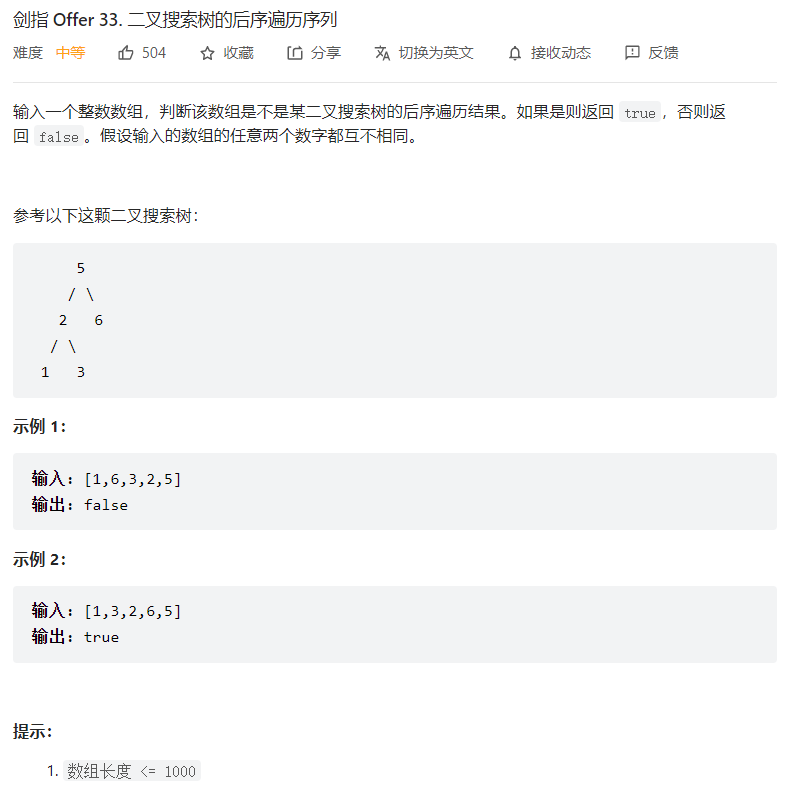 剑指 Offer 33. 二叉搜索树的后序遍历序列
难度 中等 504 收藏 分享 切换为英文 接收动态 反馈
输入一个整数数组，判断该数组是不是某二叉搜索树的后序遍历结果。如果是则返回 true，否则返
回 false。假设输入的数组的任意两个数字都互不相同。
参考以下这颗二叉搜索树：
5
/ \
2 6
/ \
1 3
示例 1：
输入：[1,6,3,2,5]
输出：false
示例 2：
输入：[1,3,2,6,5]
输出：true
提示：
1. 数组长度 <= 1000